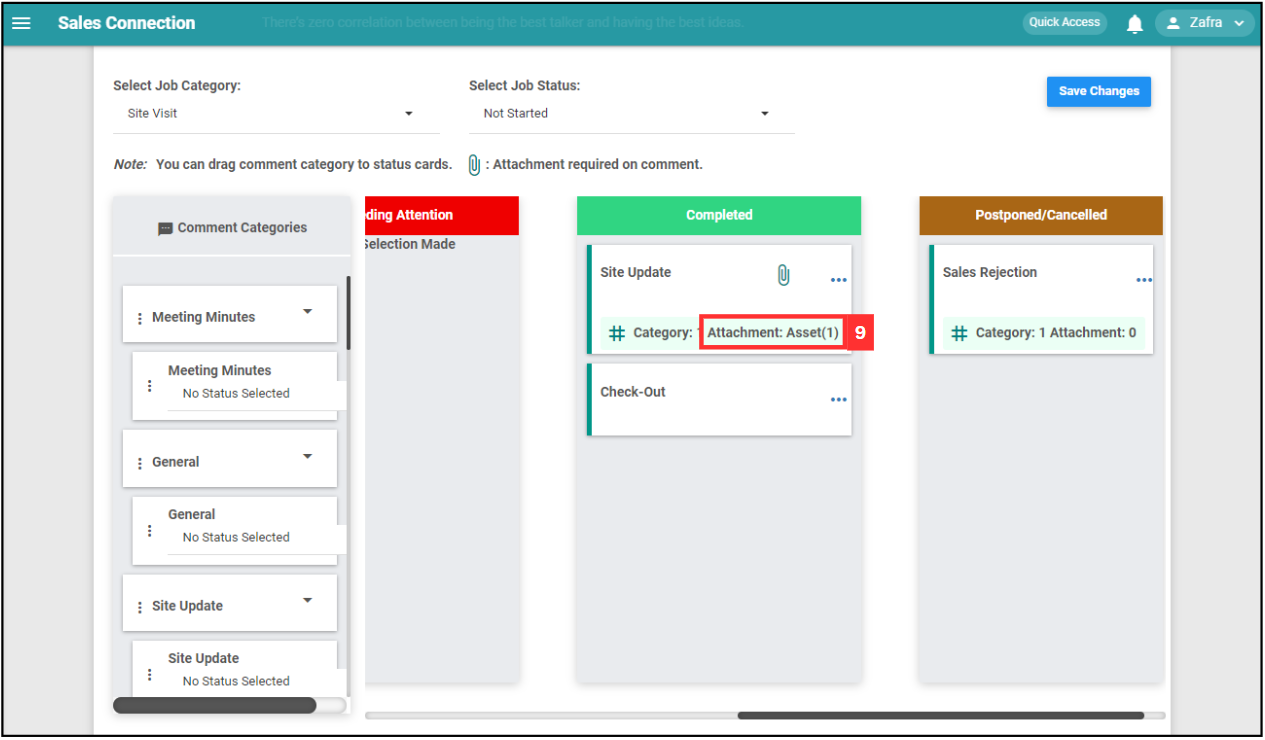 Sales Connection
There's zero correlation between being the best talker and having the best ideas.
Quick Access
Zafra
Select Job Category:
Site Visit
Select Job Status:
Not Started
Save Changes
Note: You can drag comment category to status cards. : Attachment required on comment.
Comment Categories
Meeting Minutes
Meeting Minutes
No Status Selected
General
General
No Status Selected
Site Update
Site Update
No Status Selected
ding Attention
Selection Made
Completed
Site Update
Category: 1 Attachment: Asset(1)
9
Check-Out
Postponed/Cancelled
Sales Rejection
Category: 1 Attachment: 0